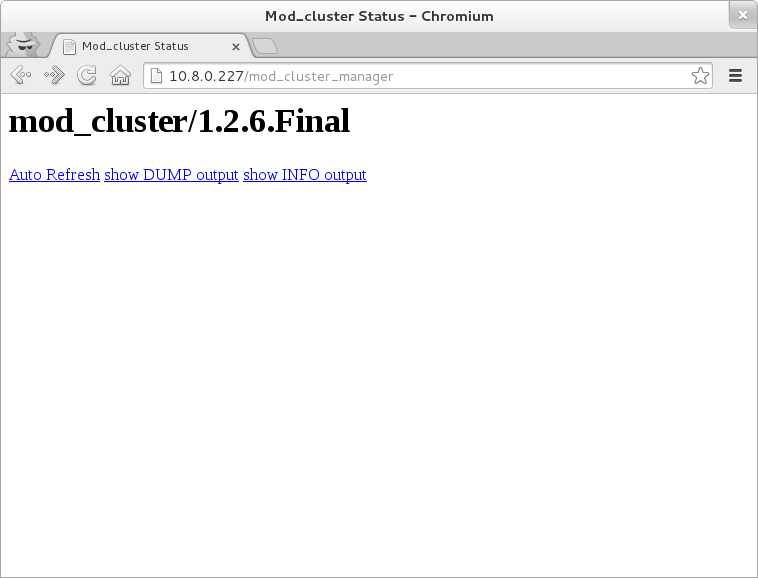 Mod_cluster Status - Chromium
Mod_cluster Status
10.8.0.227/mod_cluster_manager
mod_cluster/1.2.6.Final
Auto Refresh show DUMP output show INFO output